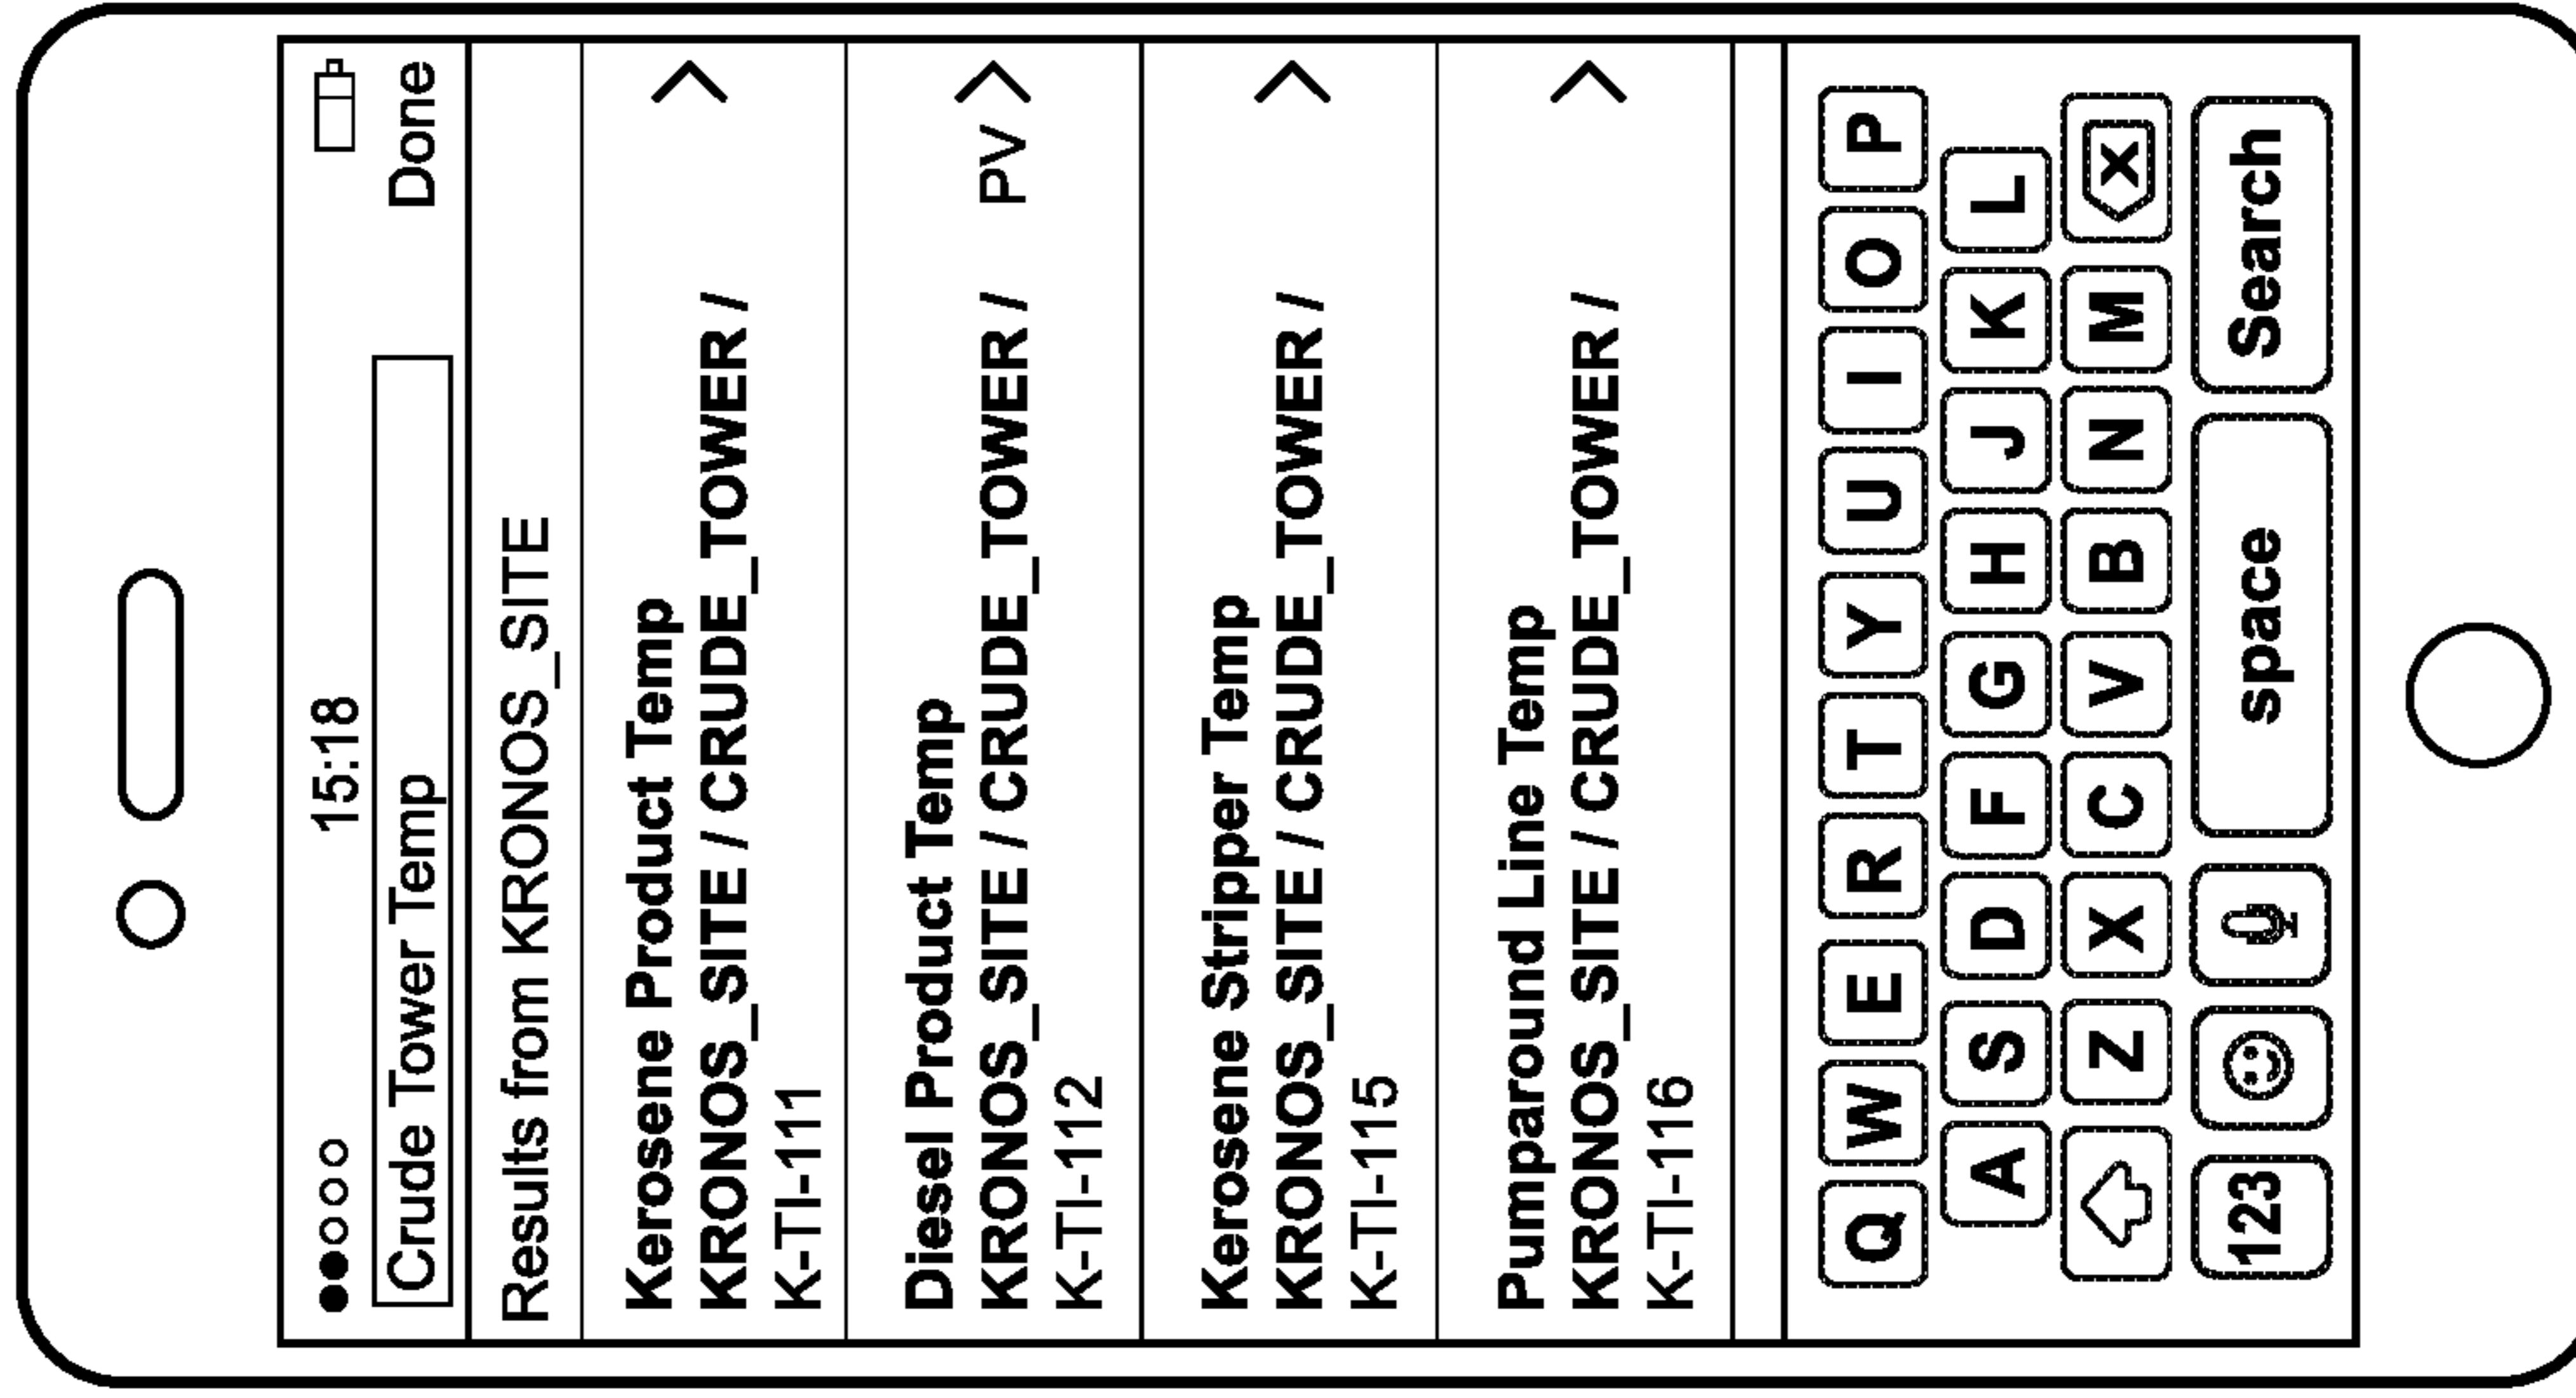 15:18
Crude Tower Temp Done
Results from KRONOS_SITE
Kerosene Product Temp
KRONOS_SITE / CRUDE_TOWER /
K-TI-111
Diesel Product Temp
KRONOS_SITE / CRUDE_TOWER / PV
K-TI-112
Kerosene Stripper Temp
KRONOS_SITE / CRUDE_TOWER /
K-TI-115
Pumparound Line Temp
KRONOS_SITE / CRUDE_TOWER /
K-TI-116
Q W E R T Y U I O P
A S D F G H J K L
Z X C V B N M X
123 space Search